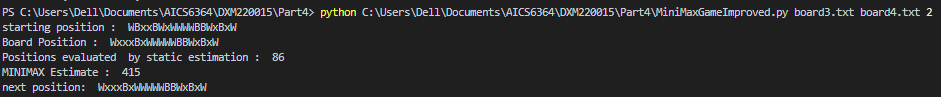 PS C:\Users\Dell\Documents\AICS6364\DXM220015\Part4> python C:\Users\Dell\Documents\AICS6364\DXM220015\Part4\MiniMaxGameImproved.py board3.txt board4.txt 2
starting position :  WBxxBWxWWWWBBWxBxW
Board Position :  WxxxBxWWWWWBBWxBxW
Positions evaluated  by static estimation :  86
MINIMAX Estimate :  415
next position:  WxxxBxWWWWWBBWxBxW